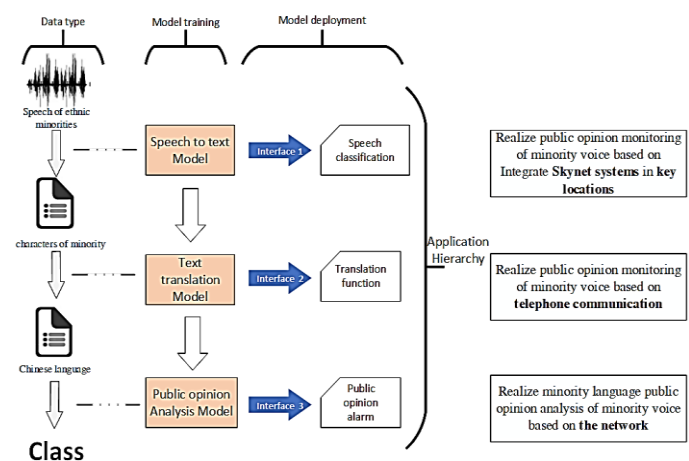 Data type
Model training
Model deployment
Speech of ethnic
minorities
Speech to text
Model
Interface 1
Speech
classification
Realize public opinion monitoring
of minority voice based on
Integrate Skynet systems in key
locations
characters of minority
Text
translation
Model
Interface 2
Translation
function
Application
Hierarchy
Realize public opinion monitoring
of minority voice based on
telephone communication
Chinese language
Public opinion
Analysis Model
Interface 3
Public
opinion
alarm
Realize minority language public
opinion analysis of minority voice
based on the network
Class